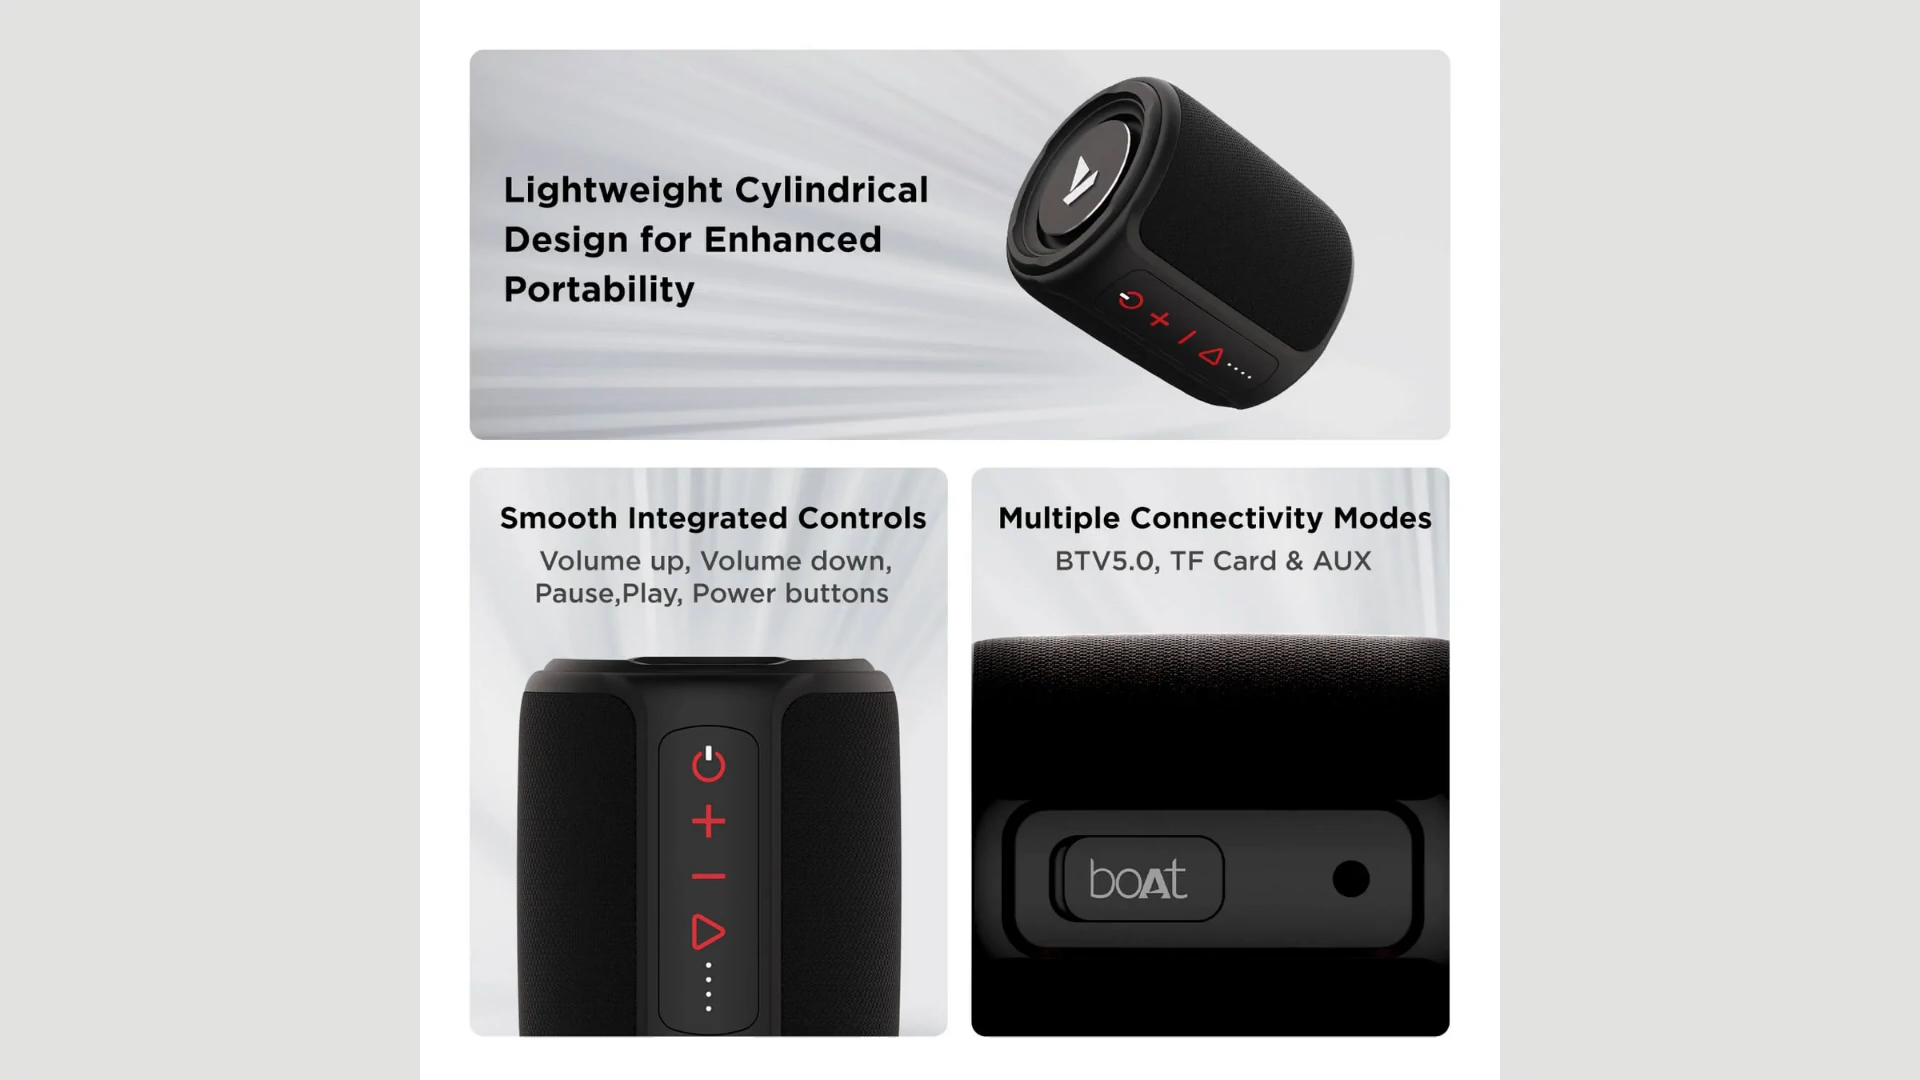 Lightweight Cylindrical
Design for Enhanced
Portability
Smooth Integrated Controls
Volume up, Volume down,
Pause,Play, Power buttons
Multiple Connectivity Modes
BTV5.0, TF Card & AUX
boAt